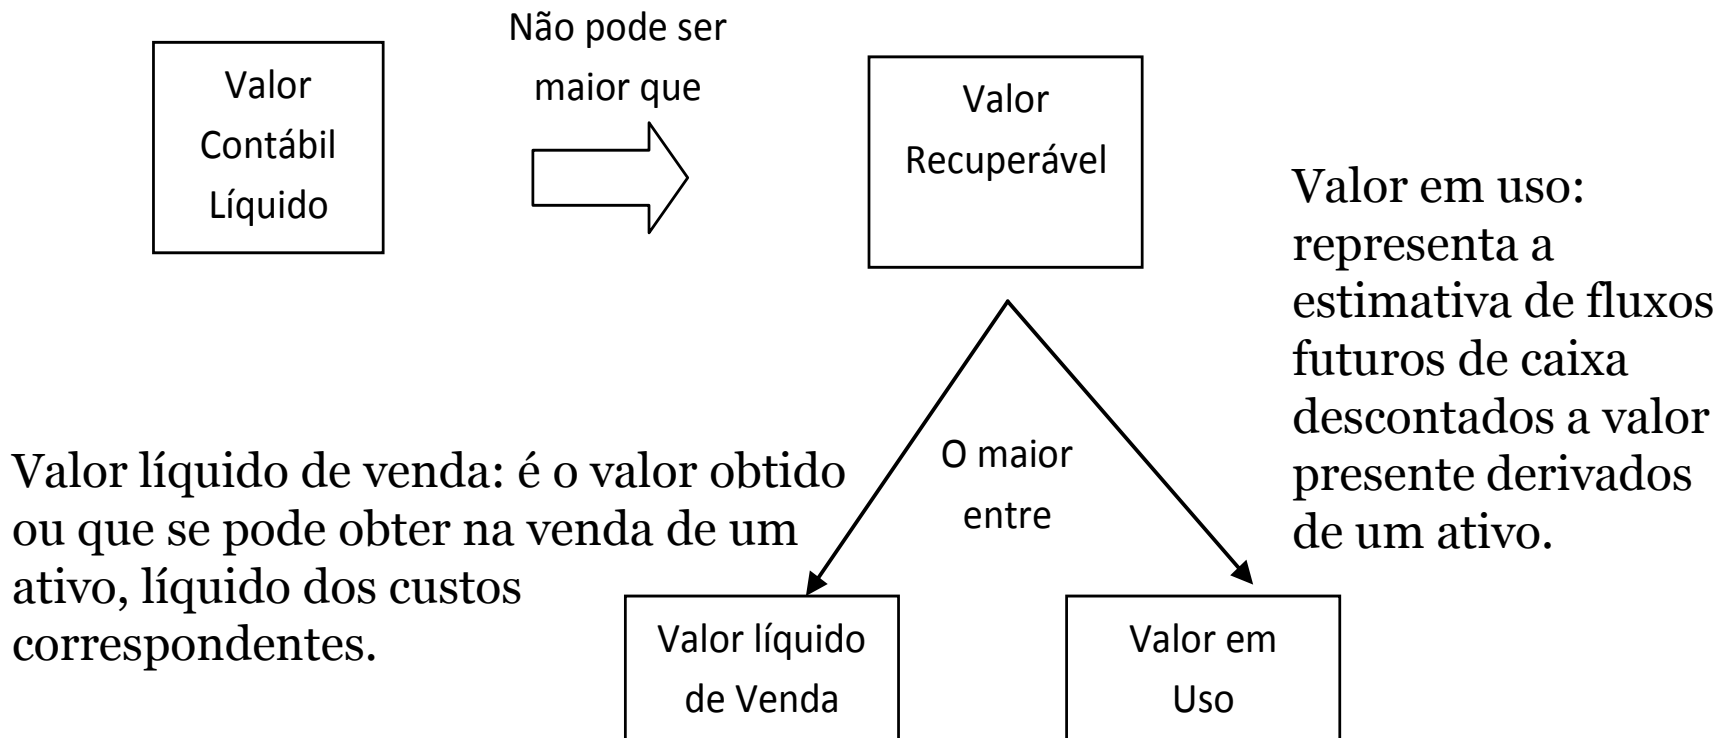 Não pode ser
maior que
Valor
Contábil
Líquido
Valor
Recuperável
Valor em uso:
representa a
estimativa de fluxos
futuros de caixa
descontados a valor
presente derivados
de um ativo.
O maior
entre
Valor líquido de venda: é o valor obtido
ou que se pode obter na venda de um
ativo, líquido dos custos
correspondentes.
Valor líquido
de Venda
Valor em
Uso